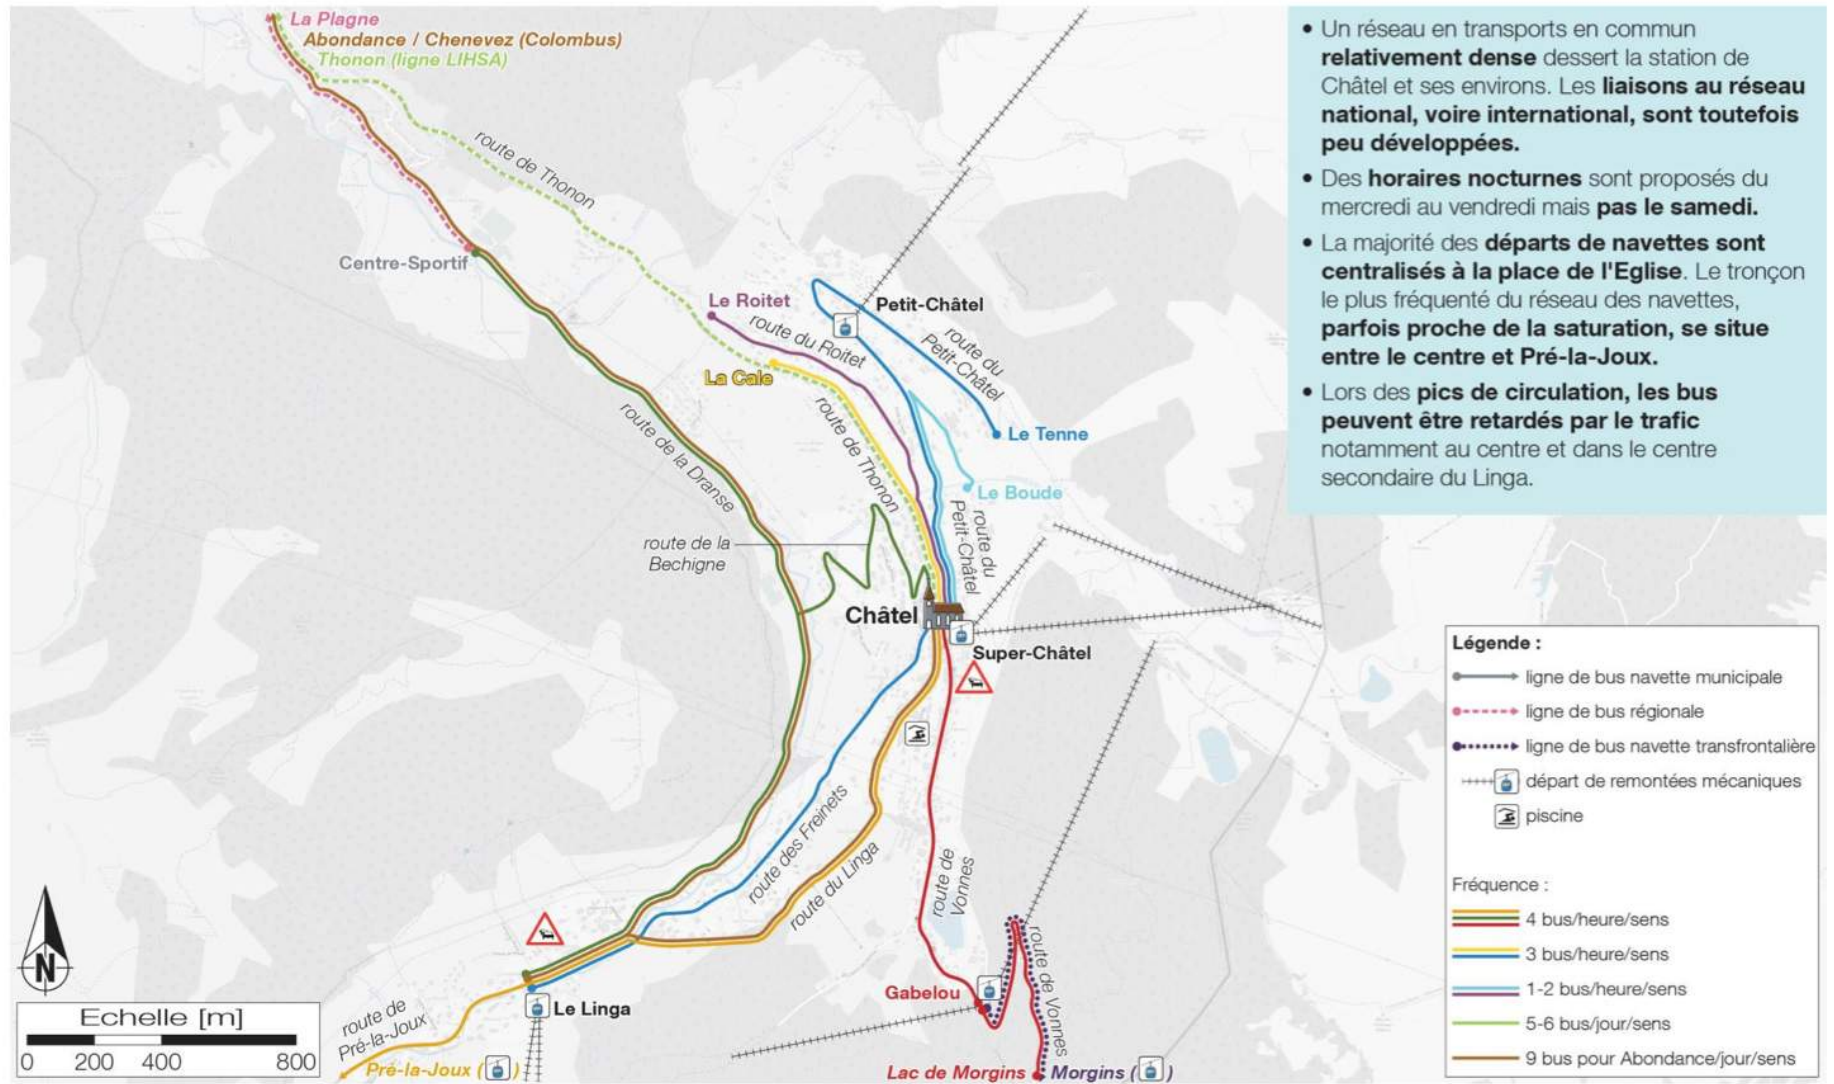 La Plagne
Abondance / Chenevez (Colombus)
Thonon (ligne LIHSA)
route de Thonon
Centre-Sportif
Le Roitet
route du Roitet
Petit-Châtel
route du
Petit-Châtel
La Cale
route de Thonon
Le Tenne
route de la Dranse
Le Boude
route du
Petit-Châtel
route de la
Bechigne
Châtel
Super-Châtel
route des Freinets
route du Linga
route de
Vonnes
route de Vonnes
Gabelou
Le Linga
route de
Pré-la-Joux
Pré-la-Joux ( )
Lac de Morgins
Morgins ( )
N
Echelle [m]
0 200 400 800
• Un réseau en transports en commun
relativement dense dessert la station de
Châtel et ses environs. Les liaisons au réseau
national, voire international, sont toutefois
peu développées.
• Des horaires nocturnes sont proposés du
mercredi au vendredi mais pas le samedi.
• La majorité des départs de navettes sont
centralisés à la place de l'Eglise. Le tronçon
le plus fréquenté du réseau des navettes,
parfois proche de la saturation, se situe
entre le centre et Pré-la-Joux.
• Lors des pics de circulation, les bus
peuvent être retardés par le trafic
notamment au centre et dans le centre
secondaire du Linga.
Légende :
ligne de bus navette municipale
ligne de bus régionale
ligne de bus navette transfrontalière
départ de remontées mécaniques
piscine
Fréquence :
4 bus/heure/sens
3 bus/heure/sens
1-2 bus/heure/sens
5-6 bus/jour/sens
9 bus pour Abondance/jour/sens